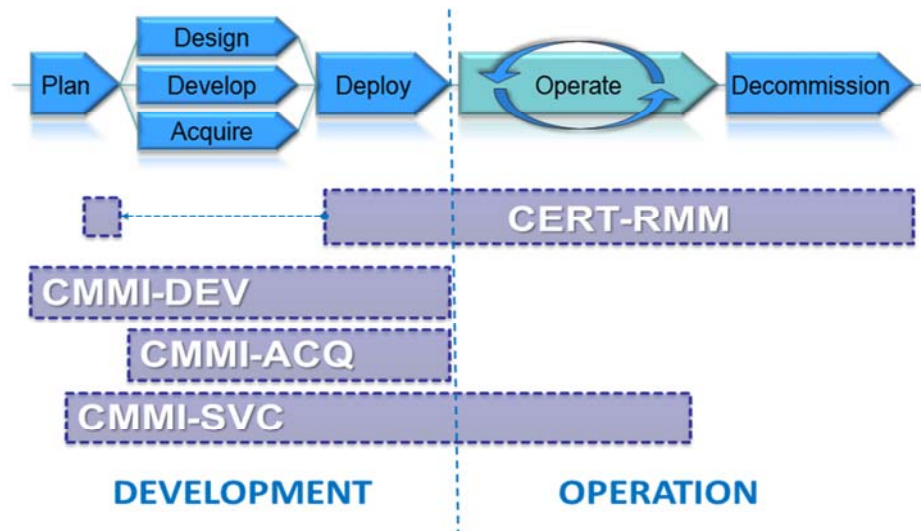 Plan
Design
Develop
Acquire
Deploy
Operate
Decommission
CERT-RMM
CMMI-DEV
CMMI-ACQ
CMMI-SVC
DEVELOPMENT
OPERATION